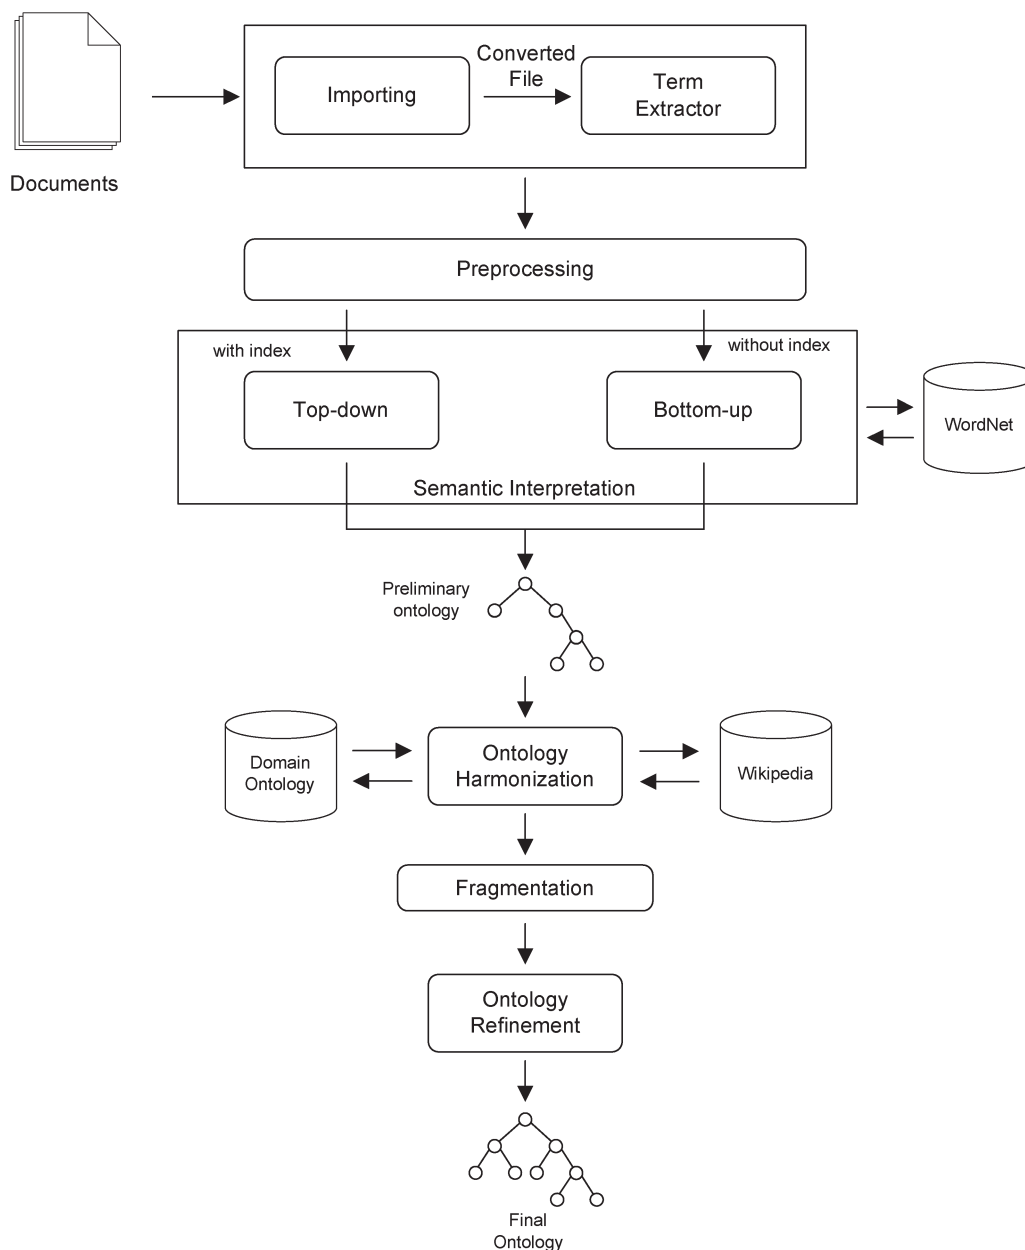 Converted
File
Importing
Term
Extractor
Documents
Preprocessing
with index
without index
Top-down
Bottom-up
WordNet
Semantic Interpretation
Preliminary
ontology
Domain
Ontology
Ontology
Harmonization
Wikipedia
Fragmentation
Ontology
Refinement
Final
Ontology